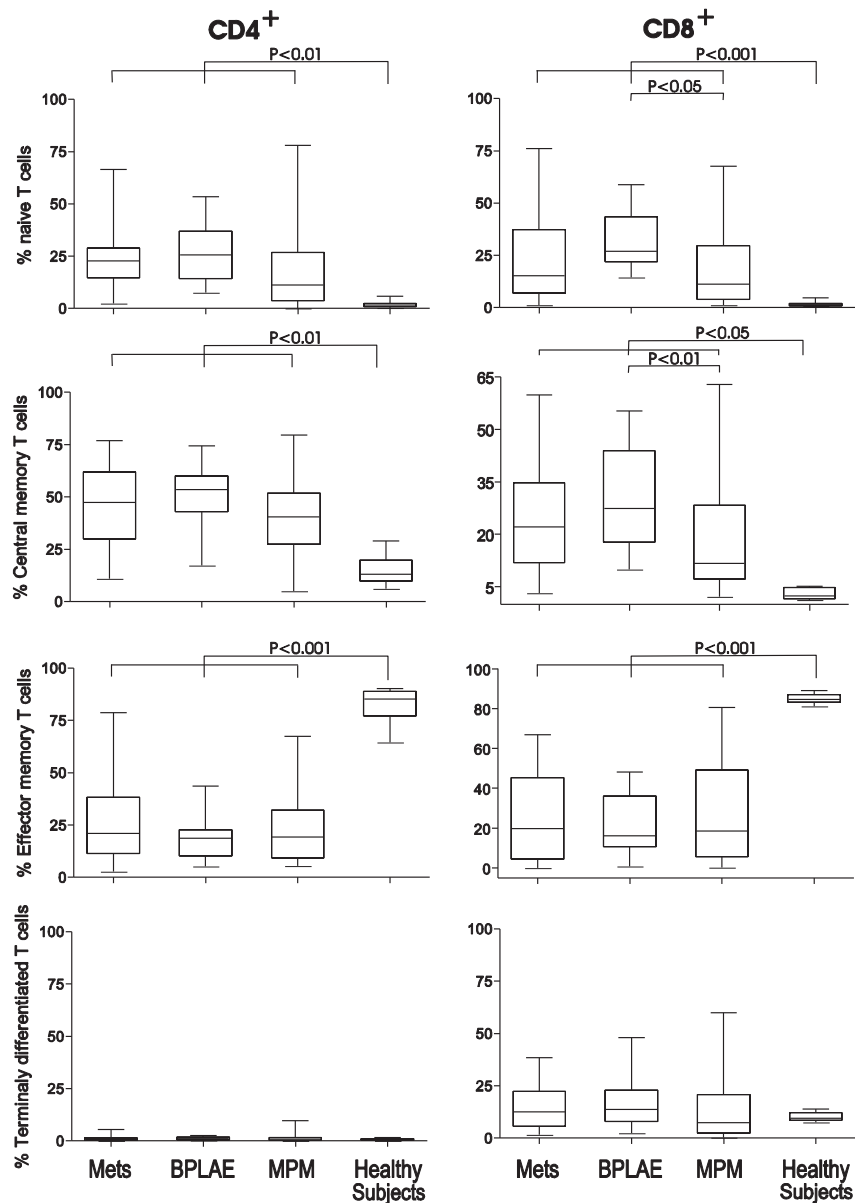 CD4+
CD8+
P<0.01
P<0.001
P<0.05
% naive T cells
100
75
50
25
0
100
75
50
25
0
P<0.01
P<0.05
P<0.01
% Central memory T cells
100
75
50
25
0
65
50
35
20
5
P<0.001
P<0.001
% Effector memory T cells
100
75
50
25
0
100
80
60
40
20
0
% Terminaly differentiated T cells
100
75
50
25
0
100
75
50
25
0
Mets BPLAE MPM Healthy Subjects
Mets BPLAE MPM Healthy Subjects